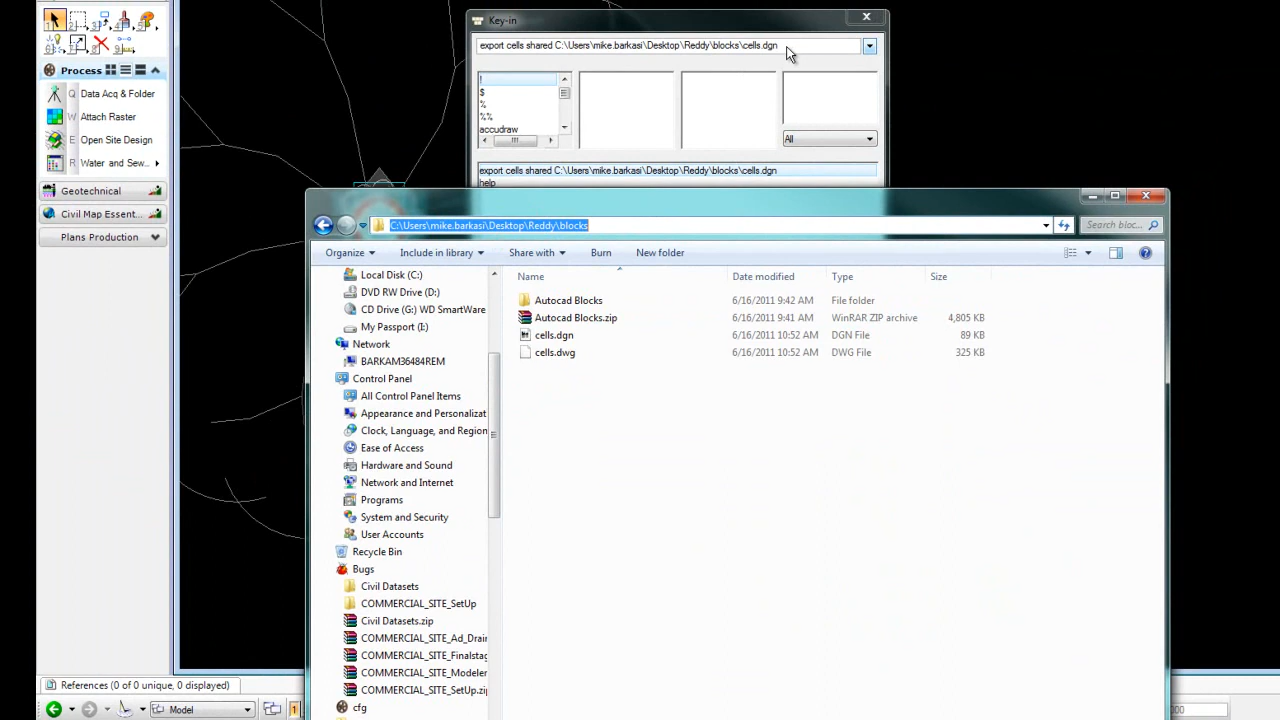 Key-in
export cells shared C:\Users\mike.barkasi\Desktop\Reddy\blocks\cells.dgn
!
$
%
%%
accudraw
All
export cells shared C:\Users\mike.barkasi\Desktop\Reddy\blocks\cells.dgn
help
Process
Q Data Acq & Folder
W Attach Raster
E Open Site Design
R Water and Sew...
Geotechnical
Civil Map Essent...
Plans Production
C:\Users\mike.barkasi\Desktop\Reddy\blocks
Search bloc...
Organize
Include in library
Share with
Burn
New folder
Local Disk (C:)
DVD RW Drive (D:)
CD Drive (G:) WD SmartWare
My Passport (I:)
Network
BARKAM36484REM
Control Panel
All Control Panel Items
Appearance and Personalizat
Clock, Language, and Region
Ease of Access
Hardware and Sound
Network and Internet
Programs
System and Security
User Accounts
Recycle Bin
Bugs
Civil Datasets
COMMERCIAL_SITE_SetUp
Civil Datasets.zip
COMMERCIAL_SITE_Ad_Drain
COMMERCIAL_SITE_Finalstag
COMMERCIAL_SITE_Modeler
COMMERCIAL_SITE_SetUp.zip
cfg
Name Date modified Type Size
Autocad Blocks 6/16/2011 9:42 AM File folder
Autocad Blocks.zip 6/16/2011 9:41 AM WinRAR ZIP archive 4,805 KB
cells.dgn 6/16/2011 10:52 AM DGN File 89 KB
cells.dwg 6/16/2011 10:52 AM DWG File 325 KB
References (0 of 0 unique, 0 displayed)
Model
1